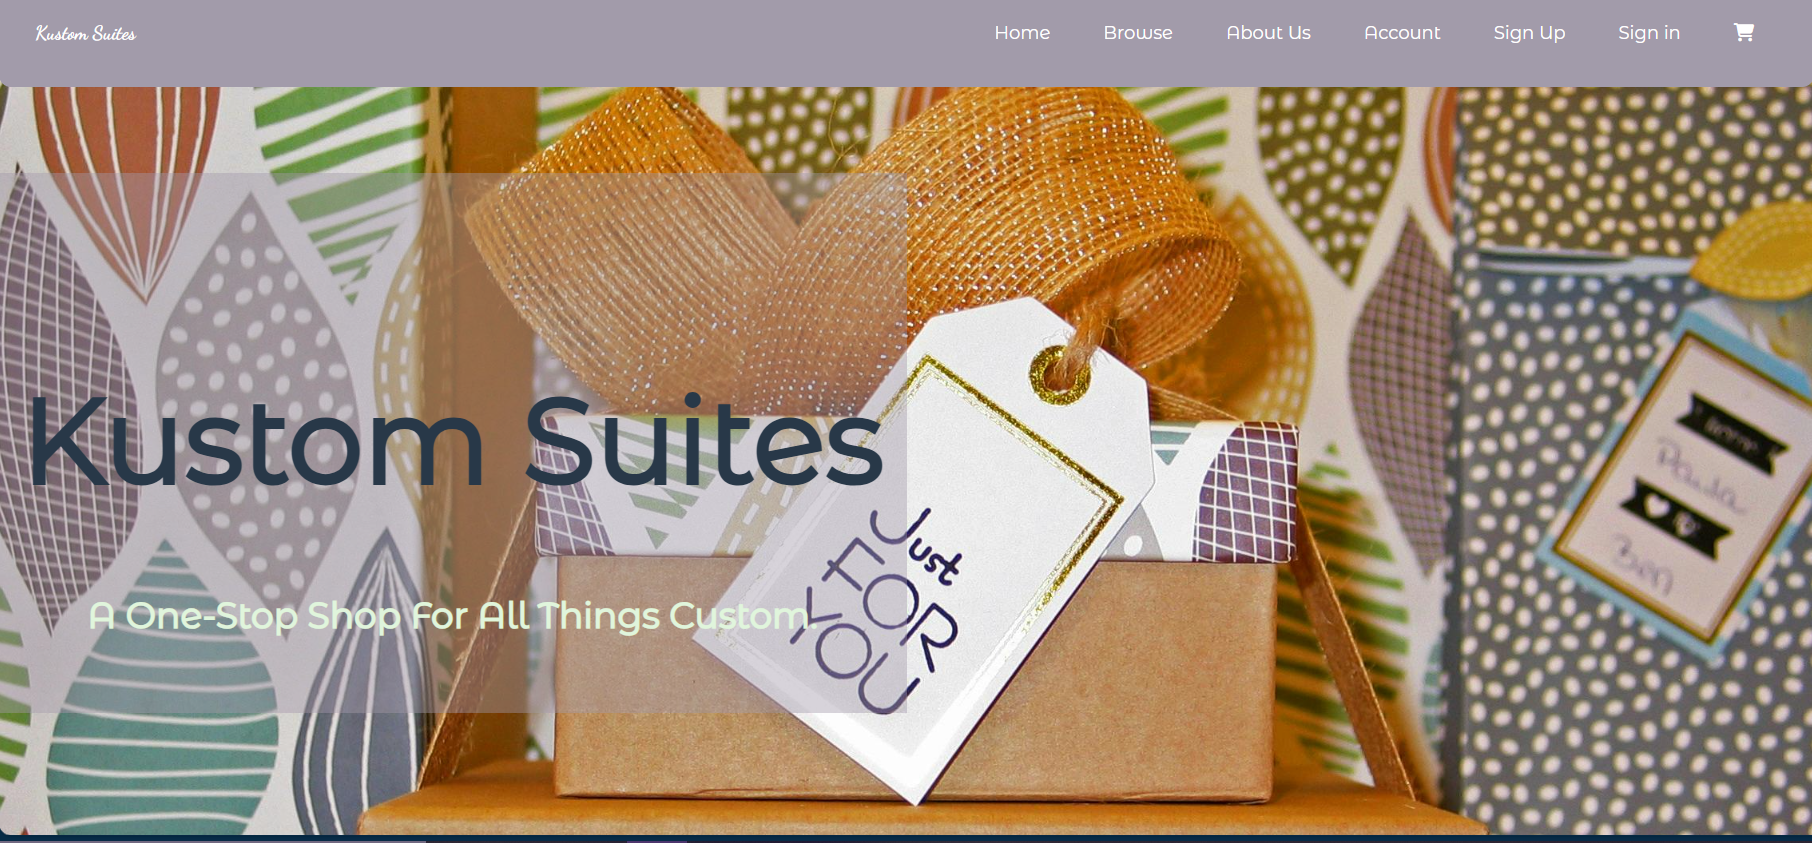 Kustom Suites
Home Browse About Us Account Sign Up Sign in
Kustom Suites
A One-Stop Shop For All Things Custom.
Just
FOR
YOU
Paula
Ben